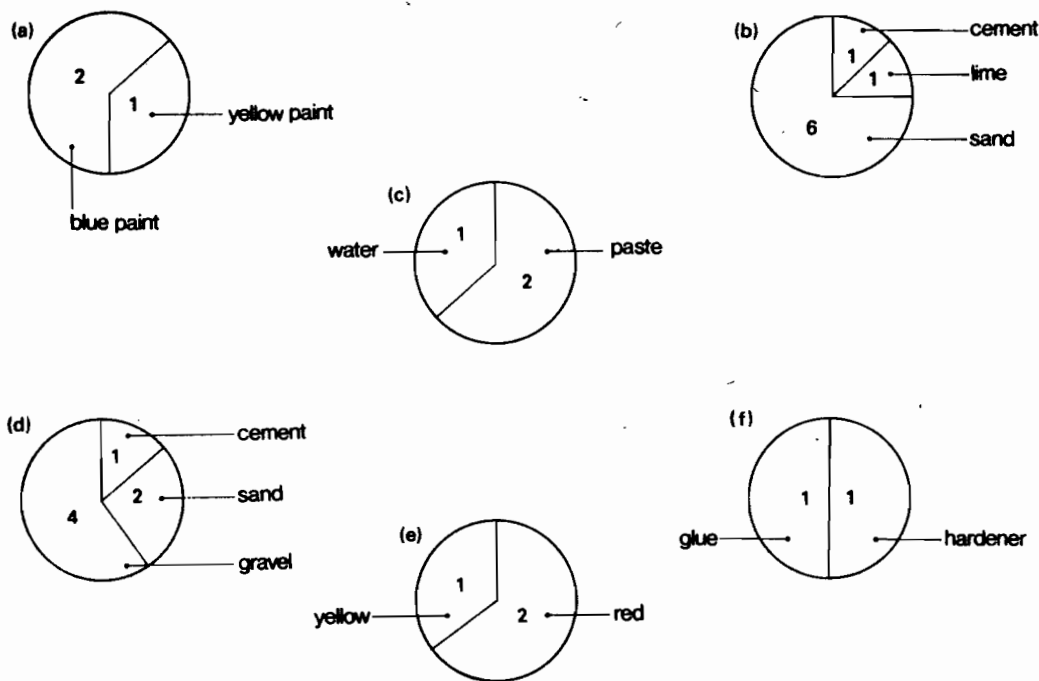 (a)
2
1
yellow paint
blue paint
(b)
cement
1
lime
1
sand
6
(c)
1
water
paste
2
(d)
cement
1
2
sand
4
gravel
(e)
1
yellow
2
red
(f)
1
1
glue
hardener